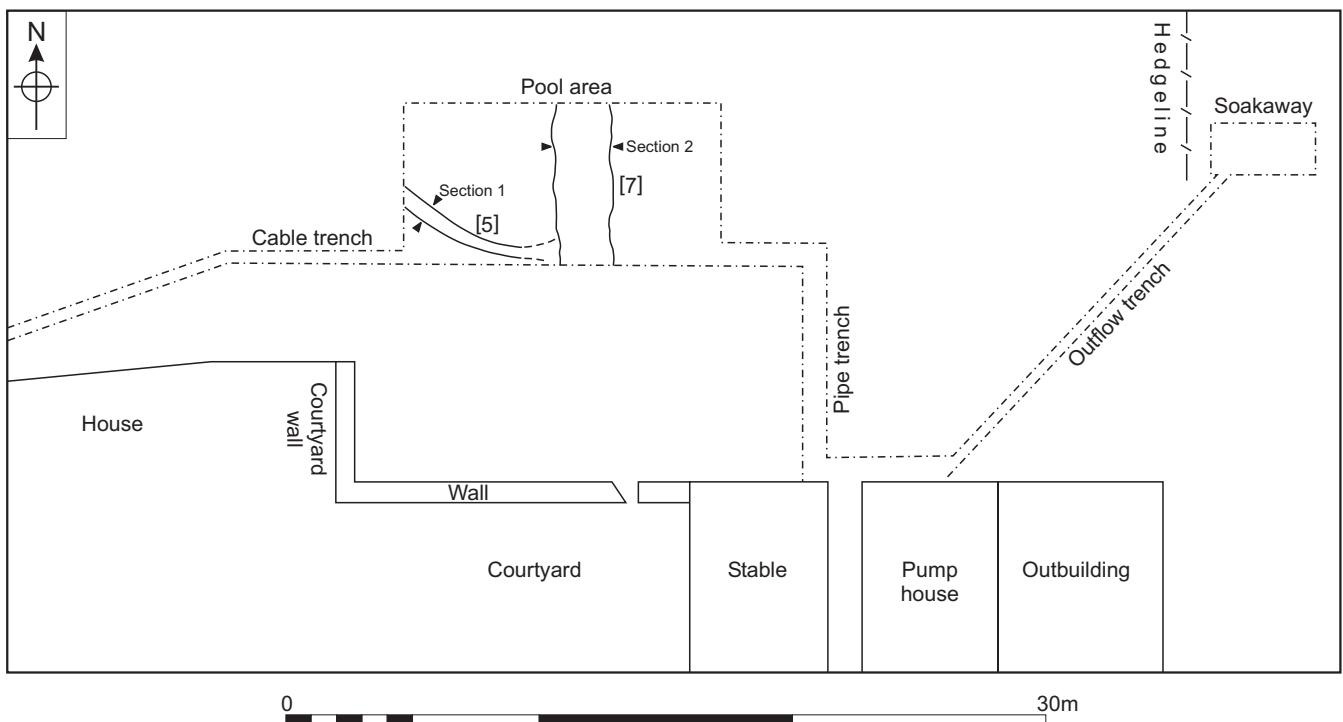 N
Pool area
Hedgeline
Soakaway
Section 2
Section 1
[7]
[5]
Cable trench
Outflow trench
Pipe trench
House
Courtyard
wall
Wall
Courtyard
Stable
Pump
house
Outbuilding
0
30m